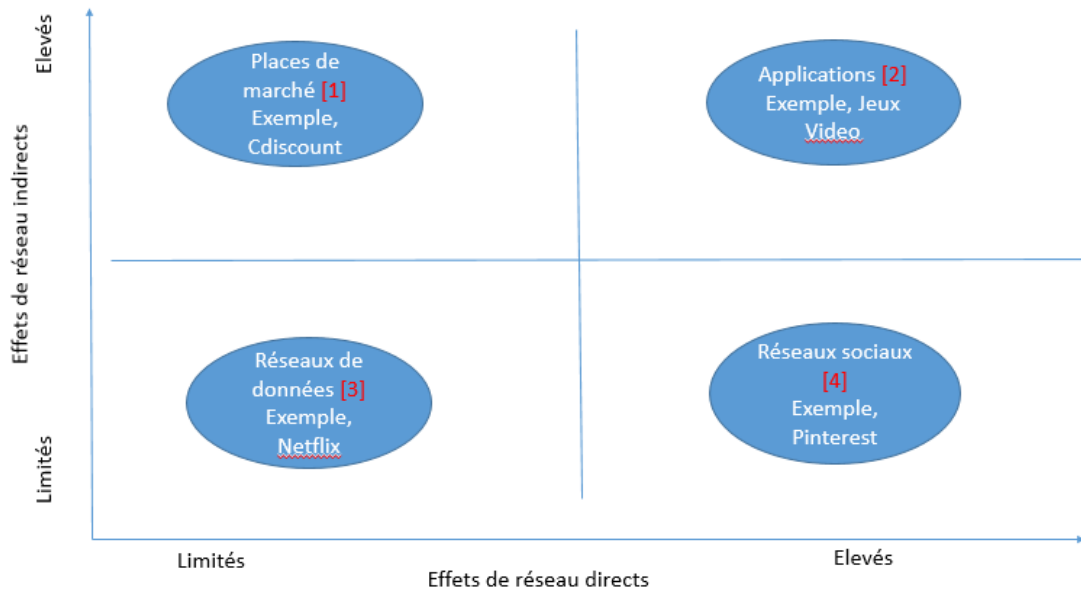 Elevés
Effets de réseau indirects
Limités
Places de
marché [1]
Exemple,
Cdiscount
Applications [2]
Exemple, Jeux
Video
Réseaux de
données [3]
Exemple,
Netflix
Réseaux sociaux
[4]
Exemple,
Pinterest
Limités
Effets de réseau directs
Elevés